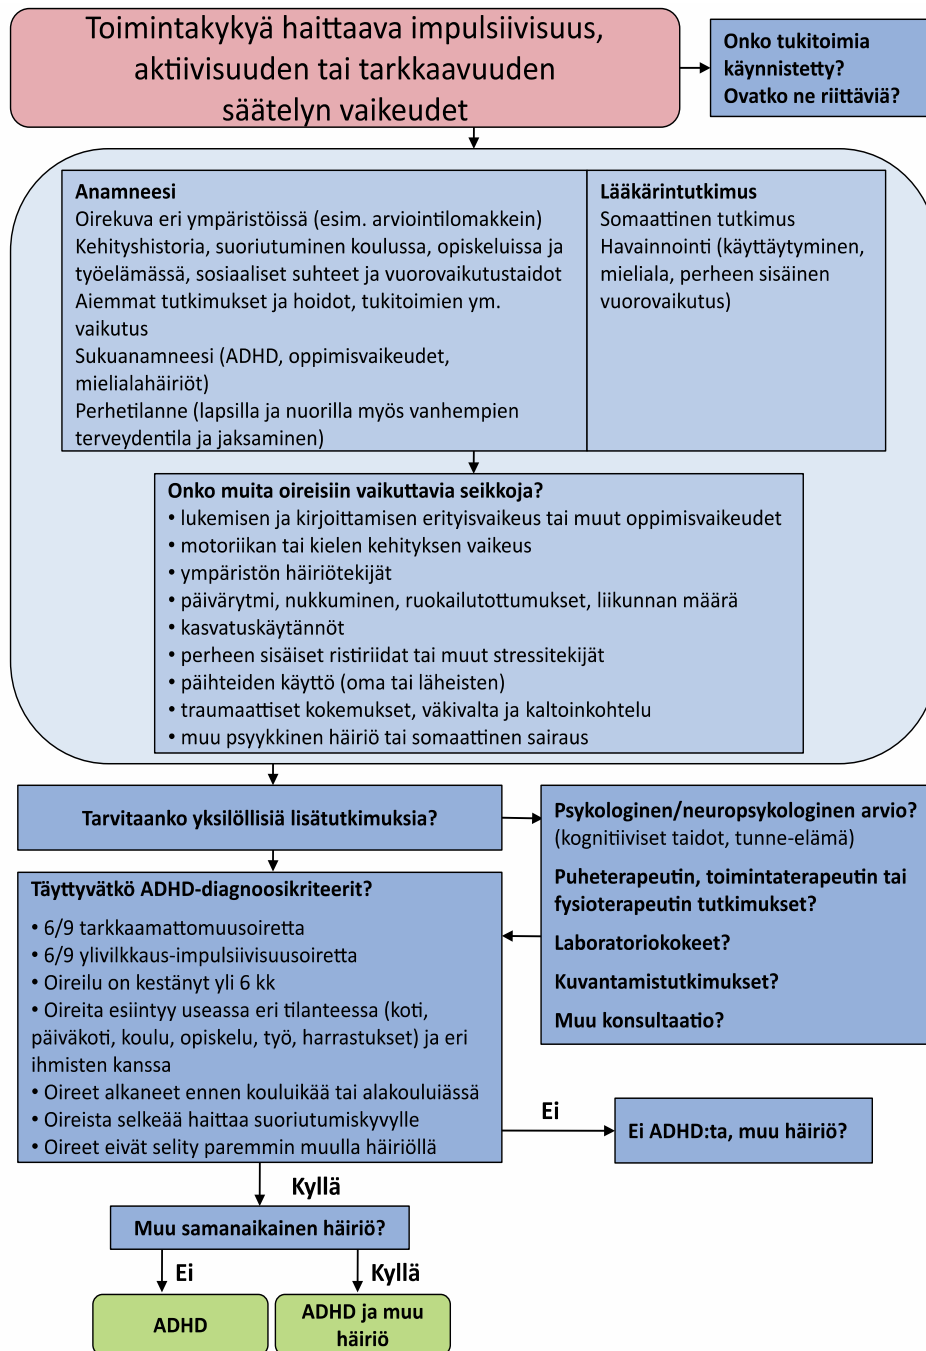 Toimintakykyä haittaava impulsiivisuus,
aktiivisuuden tai tarkkaavuuden
säätelyn vaikeudet
Onko tukitoimia
käynnistetty?
Ovatko ne riittäviä?
Anamneesi
Oirekuva eri ympäristöissä (esim. arviointilomakkein)
Kehityshistoria, suoriutuminen koulussa, opiskeluissa ja
työelämässä, sosiaaliset suhteet ja vuorovaikutustaidot
Aiemmat tutkimukset ja hoidot, tukitoimien ym.
vaikutus
Sukuanamneesi (ADHD, oppimisvaikeudet,
mielialahäiriöt)
Perhetilanne (lapsilla ja nuorilla myös vanhempien
terveydentila ja jaksaminen)
Lääkärintutkimus
Somaattinen tutkimus
Havainnointi (käyttäytyminen,
mieliala, perheen sisäinen
vuorovaikutus)
Onko muita oireisiin vaikuttavia seikkoja?
• lukemisen ja kirjoittamisen erityisvaikeus tai muut oppimisvaikeudet
• motoriikan tai kielen kehityksen vaikeus
• ympäristön häiriötekijät
• päivärytmi, nukkuminen, ruokailutottumukset, liikunnan määrä
• kasvatuskäytännöt
• perheen sisäiset ristiriidat tai muut stressitekijät
• päihteiden käyttö (oma tai läheisten)
• traumaattiset kokemukset, väkivalta ja kaltoinkohtelu
• muu psyykkinen häiriö tai somaattinen sairaus
Tarvitaanko yksilöllisiä lisätutkimuksia?
Psykologinen/neuropsykologinen arvio?
(kognitiiviset taidot, tunne-elämä)
Puheterapeutin, toimintaterapeutin tai
fysioterapeutin tutkimukset?
Laboratoriokokeet?
Kuvantamistutkimukset?
Muu konsultaatio?
Täyttyvätkö ADHD-diagnoosikriteerit?
• 6/9 tarkkaamattomuusoiretta
• 6/9 ylivilkkaus-impulsiivisuusoiretta
• Oireilu on kestänyt yli 6 kk
• Oireita esiintyy useassa eri tilanteessa (koti,
päiväkoti, koulu, opiskelu, työ, harrastukset) ja eri
ihmisten kanssa
• Oireet alkaneet ennen kouluikää tai alakouluiässä
• Oireista selkeää haittaa suoriutumiskyvylle
• Oireet eivät selity paremmin muulla häiriöllä
Ei
Ei ADHD:ta, muu häiriö?
Kyllä
Muu samanaikainen häiriö?
Ei
Kyllä
ADHD
ADHD ja muu
häiriö